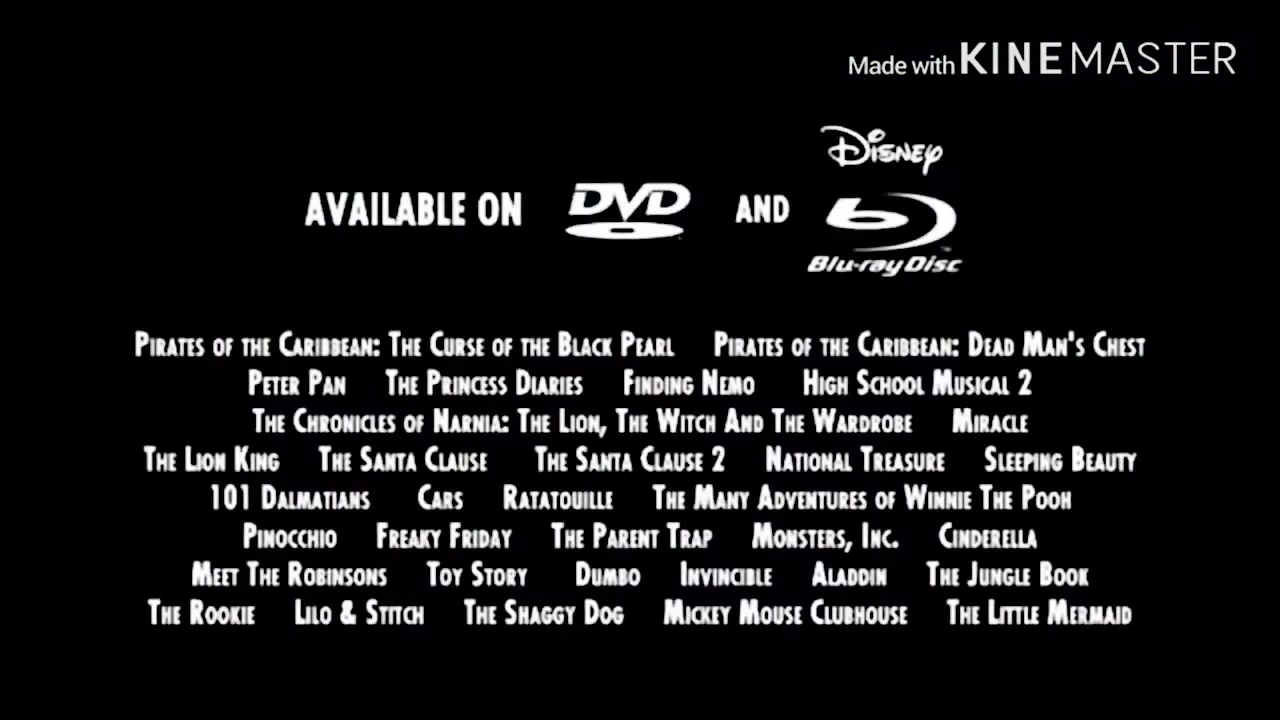 Made with KINEMASTER
DISNEY
AVAILABLE ON DVD AND Blu-ray Disc
PIRATES OF THE CARIBBEAN: THE CURSE OF THE BLACK PEARL PIRATES OF THE CARIBBEAN: DEAD MAN'S CHEST
PETER PAN THE PRINCESS DIARIES FINDING NEMO HIGH SCHOOL MUSICAL 2
THE CHRONICLES OF NARNIA: THE LION, THE WITCH AND THE WARDROBE MIRACLE
THE LION KING THE SANTA CLAUSE THE SANTA CLAUSE 2 NATIONAL TREASURE SLEEPING BEAUTY
101 DALMATIANS CARS RATATOUILLE THE MANY ADVENTURES OF WINNIE THE POOH
PINOCCHIO FREAKY FRIDAY THE PARENT TRAP MONSTERS, INC. CINDERELLA
MEET THE ROBINSONS TOY STORY DUMBO INVINCIBLE ALADDIN THE JUNGLE BOOK
THE ROOKIE LILO & STITCH THE SHAGGY DOG MICKEY MOUSE CLUBHOUSE THE LITTLE MERMAID